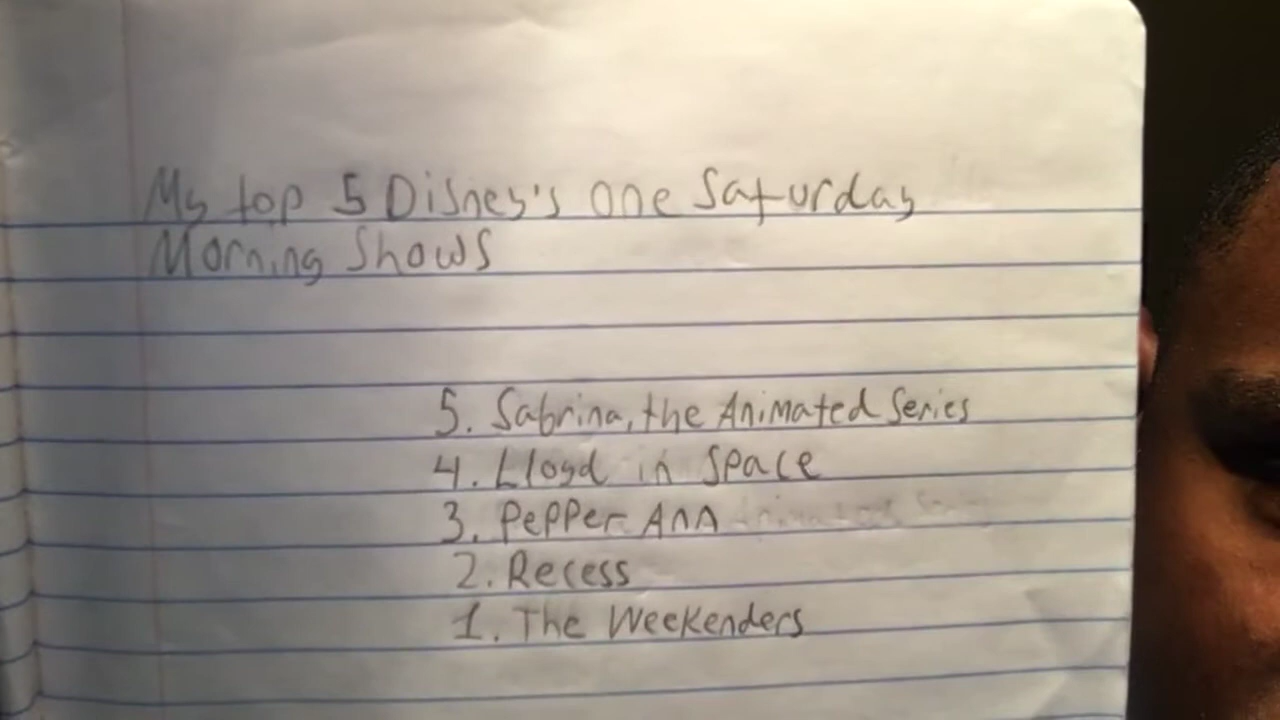 My top 5 Disney's One Saturday
Morning Shows
5. Sabrina, the Animated Series
4. Lloyd in Space
3. Pepper Ann
2. Recess
1. The Weekenders